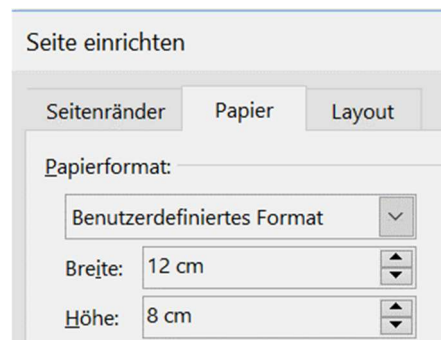 Seite einrichten
Seitenränder Papier Layout
Papierformat:
Benutzerdefiniertes Format
Breite: 12 cm
Höhe: 8 cm